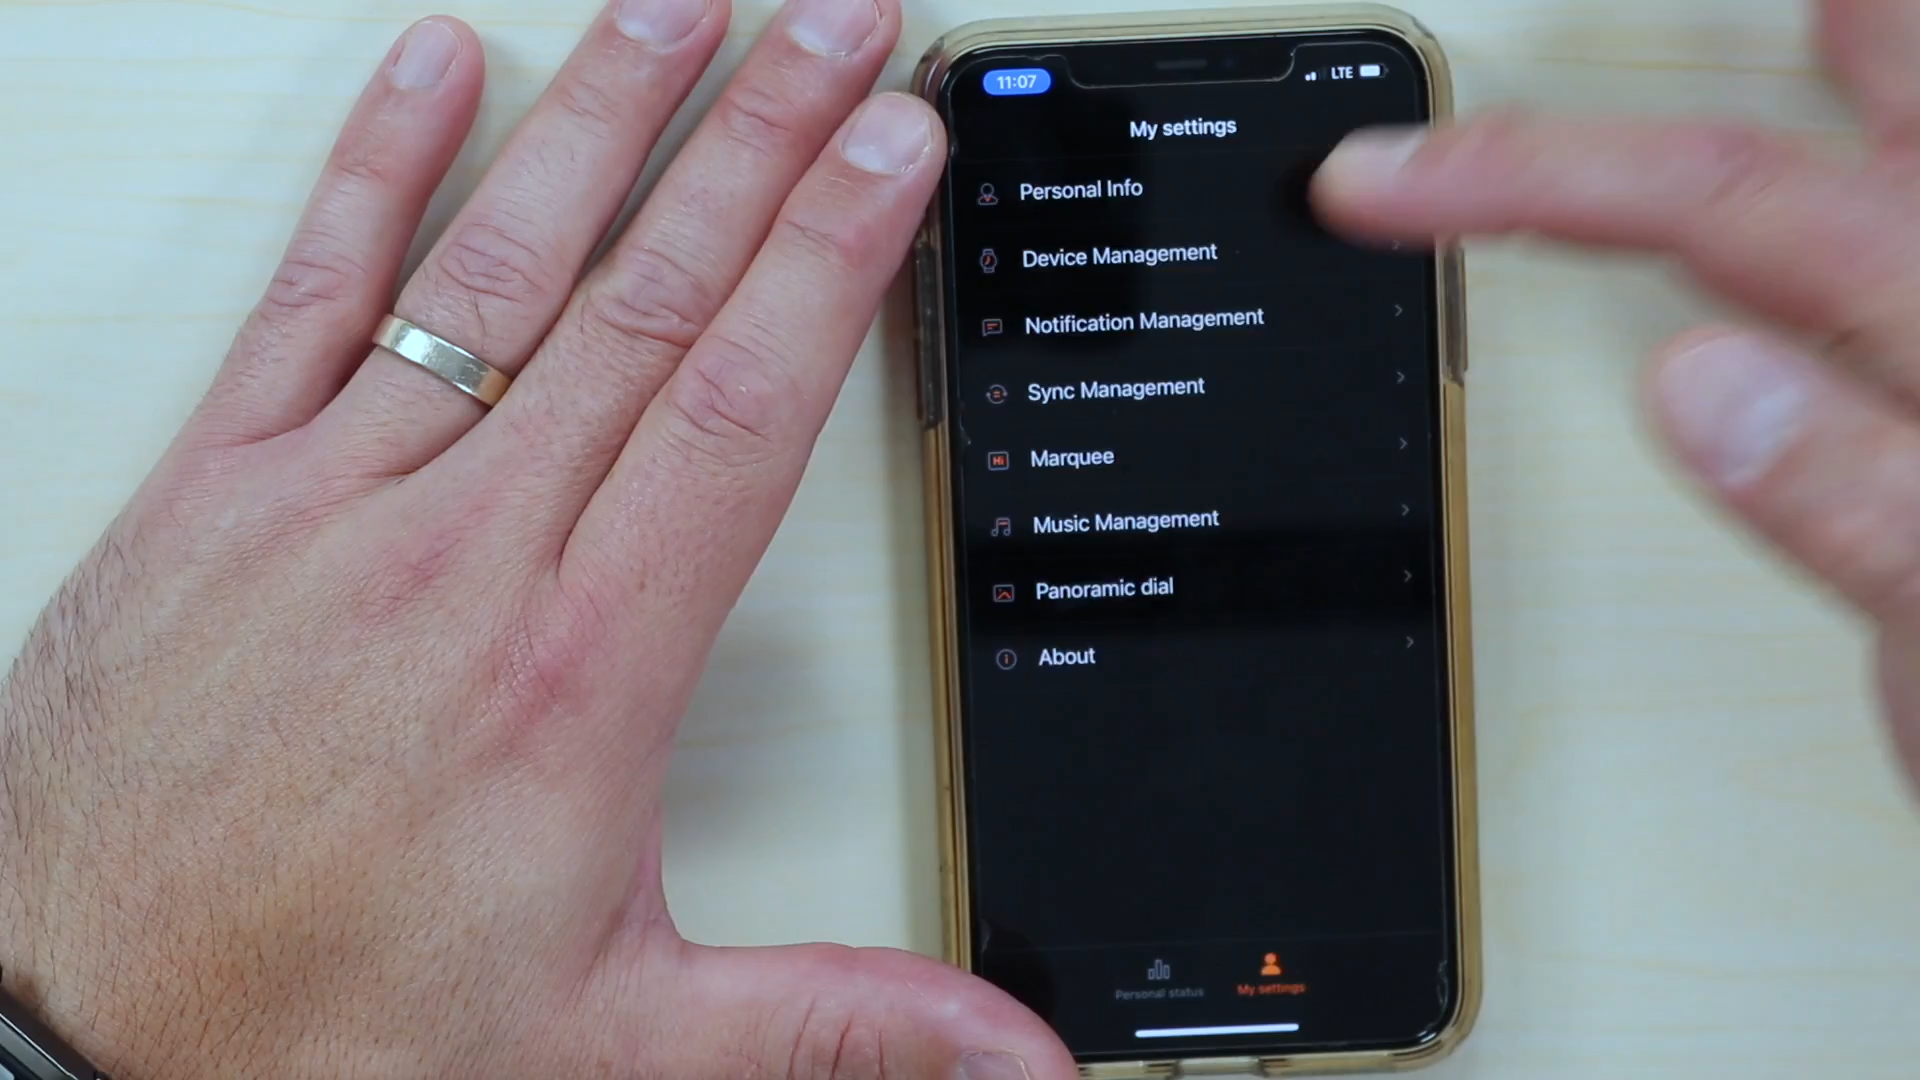 11:07
LTE
My settings
Personal Info
Device Management
Notification Management
Sync Management
Hi
Marquee
Music Management
Panoramic dial
About
Personal status
My settings